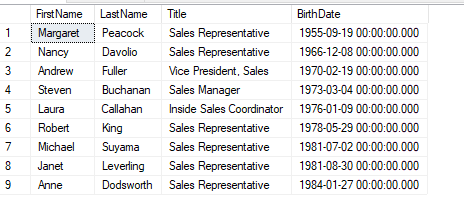 FirstName LastName Title BirthDate
1 Margaret Peacock Sales Representative 1955-09-19 00:00:00.000
2 Nancy Davolio Sales Representative 1966-12-08 00:00:00.000
3 Andrew Fuller Vice President, Sales 1970-02-19 00:00:00.000
4 Steven Buchanan Sales Manager 1973-03-04 00:00:00.000
5 Laura Callahan Inside Sales Coordinator 1976-01-09 00:00:00.000
6 Robert King Sales Representative 1978-05-29 00:00:00.000
7 Michael Suyama Sales Representative 1981-07-02 00:00:00.000
8 Janet Leverling Sales Representative 1981-08-30 00:00:00.000
9 Anne Dodsworth Sales Representative 1984-01-27 00:00:00.000